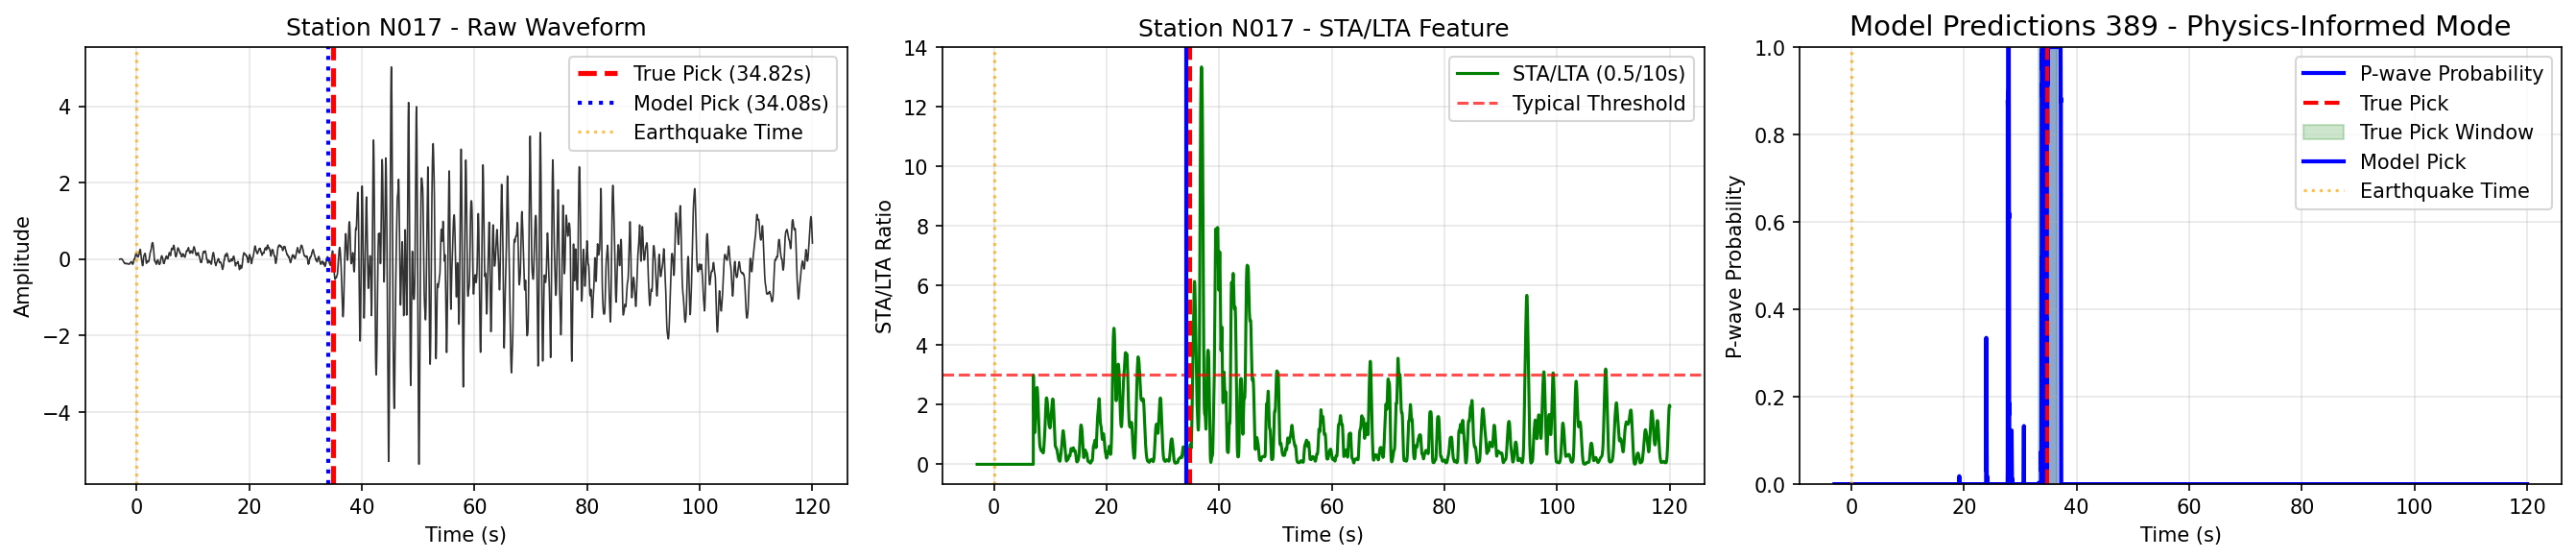 Station N017 - Raw Waveform
True Pick (34.82s)
Model Pick (34.08s)
Earthquake Time
Amplitude
4
2
0
−2
−4
0
20
40
60
80
100
120
Time (s)
Station N017 - STA/LTA Feature
STA/LTA (0.5/10s)
Typical Threshold
STA/LTA Ratio
14
12
10
8
6
4
2
0
0
20
40
60
80
100
120
Time (s)
Model Predictions 389 - Physics-Informed Mode
P-wave Probability
True Pick
True Pick Window
Model Pick
Earthquake Time
P-wave Probability
1.0
0.8
0.6
0.4
0.2
0.0
0
20
40
60
80
100
120
Time (s)